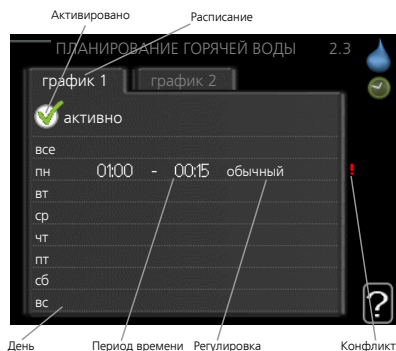 Активировано Расписание
ПЛАНИРОВАНИЕ ГОРЯЧЕЙ ВОДЫ 2.3
график 1 график 2
активно
все
пн 01:00 - 00:15 обычный !
вт
ср
чт
пт
сб
вс
?
День Период времени Регулировка Конфликт